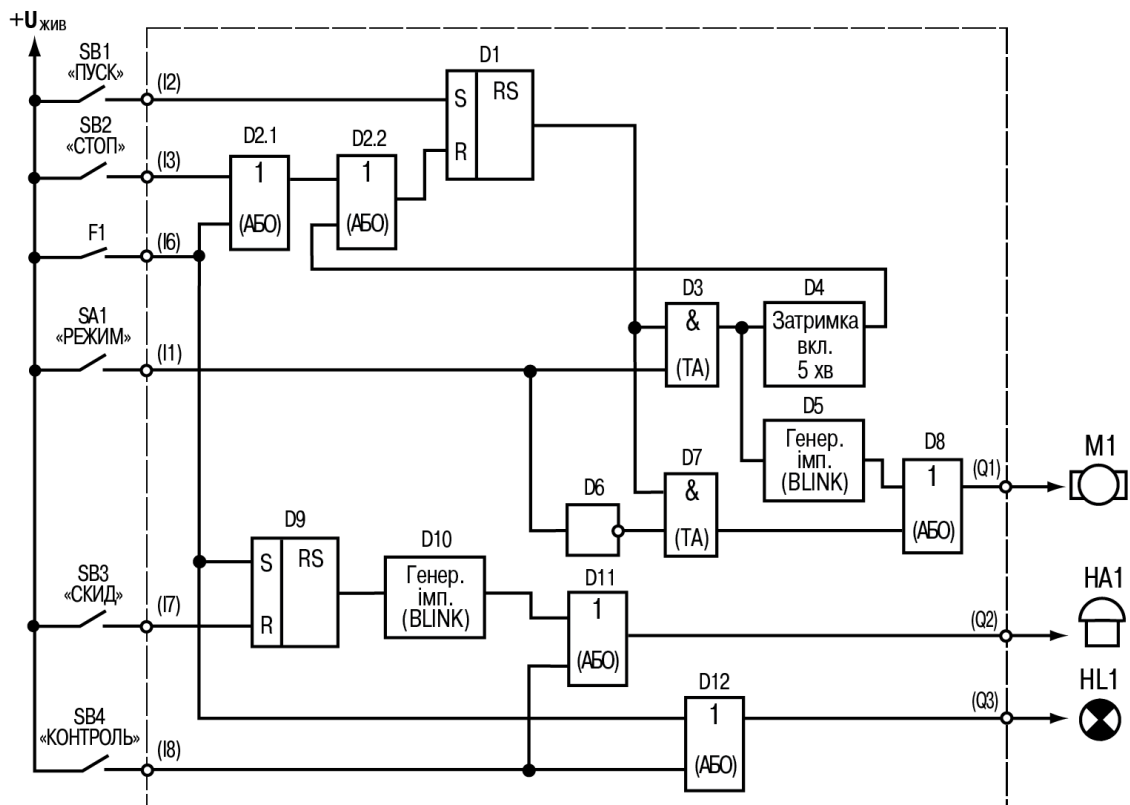 +Uжив
SB1
«ПУСК»
(I2)
D1
S
RS
R
SB2
«СТОП»
(I3)
D2.1
1
(АБО)
D2.2
1
(АБО)
F1
(I6)
SA1
«РЕЖИМ»
(I1)
D3
&
(ТА)
D4
Затримка
вкл.
5 хв
D5
Генер.
імп.
(BLINK)
D6
D7
&
(ТА)
D8
1
(АБО)
(Q1)
M1
D9
S
RS
R
SB3
«СКИД»
(I7)
D10
Генер.
імп.
(BLINK)
D11
1
(АБО)
(Q2)
HA1
D12
1
(АБО)
(Q3)
HL1
SB4
«КОНТРОЛЬ»
(I8)